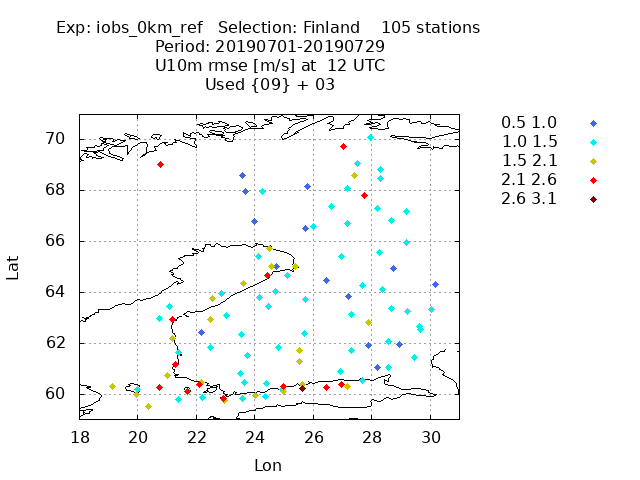 Exp: iobs_0km_ref   Selection: Finland    105 stations
Period: 20190701-20190729
U10m rmse [m/s] at  12 UTC
Used {09} + 03
0.5 1.0
1.0 1.5
1.5 2.1
2.1 2.6
2.6 3.1
70
68
66
64
62
60
Lat
18 20 22 24 26 28 30
Lon